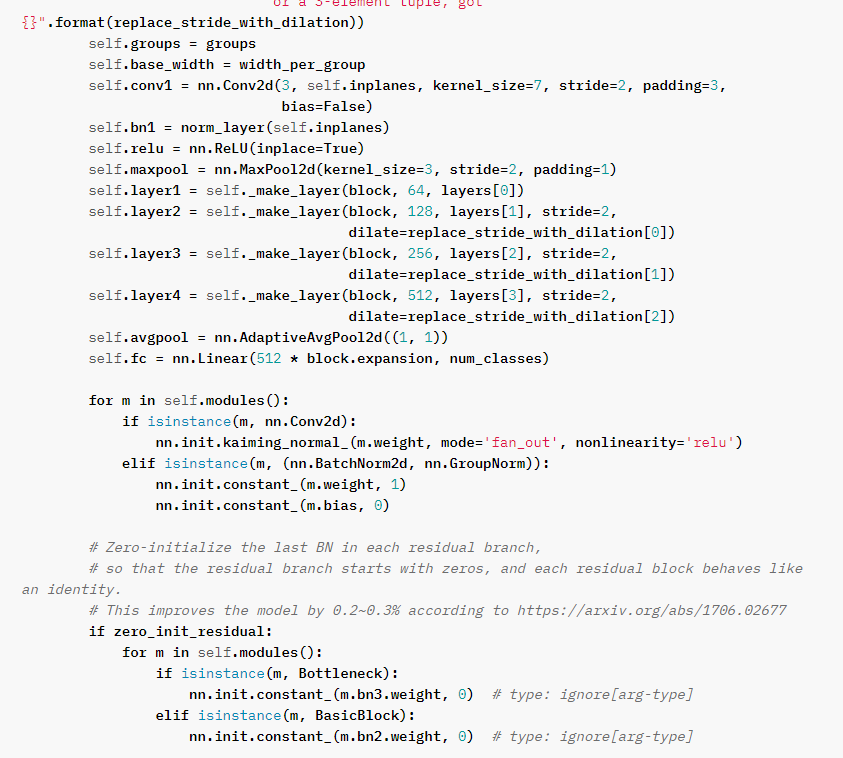 or a 3-element tuple, got
{}".format(replace_stride_with_dilation))
        self.groups = groups
        self.base_width = width_per_group
        self.conv1 = nn.Conv2d(3, self.inplanes, kernel_size=7, stride=2, padding=3,
                               bias=False)
        self.bn1 = norm_layer(self.inplanes)
        self.relu = nn.ReLU(inplace=True)
        self.maxpool = nn.MaxPool2d(kernel_size=3, stride=2, padding=1)
        self.layer1 = self._make_layer(block, 64, layers[0])
        self.layer2 = self._make_layer(block, 128, layers[1], stride=2,
                                       dilate=replace_stride_with_dilation[0])
        self.layer3 = self._make_layer(block, 256, layers[2], stride=2,
                                       dilate=replace_stride_with_dilation[1])
        self.layer4 = self._make_layer(block, 512, layers[3], stride=2,
                                       dilate=replace_stride_with_dilation[2])
        self.avgpool = nn.AdaptiveAvgPool2d((1, 1))
        self.fc = nn.Linear(512 * block.expansion, num_classes)

        for m in self.modules():
            if isinstance(m, nn.Conv2d):
                nn.init.kaiming_normal_(m.weight, mode='fan_out', nonlinearity='relu')
            elif isinstance(m, (nn.BatchNorm2d, nn.GroupNorm)):
                nn.init.constant_(m.weight, 1)
                nn.init.constant_(m.bias, 0)

        # Zero-initialize the last BN in each residual branch,
        # so that the residual branch starts with zeros, and each residual block behaves like
an identity.
        # This improves the model by 0.2~0.3% according to https://arxiv.org/abs/1706.02677
        if zero_init_residual:
            for m in self.modules():
                if isinstance(m, Bottleneck):
                    nn.init.constant_(m.bn3.weight, 0)  # type: ignore[arg-type]
                elif isinstance(m, BasicBlock):
                    nn.init.constant_(m.bn2.weight, 0)  # type: ignore[arg-type]